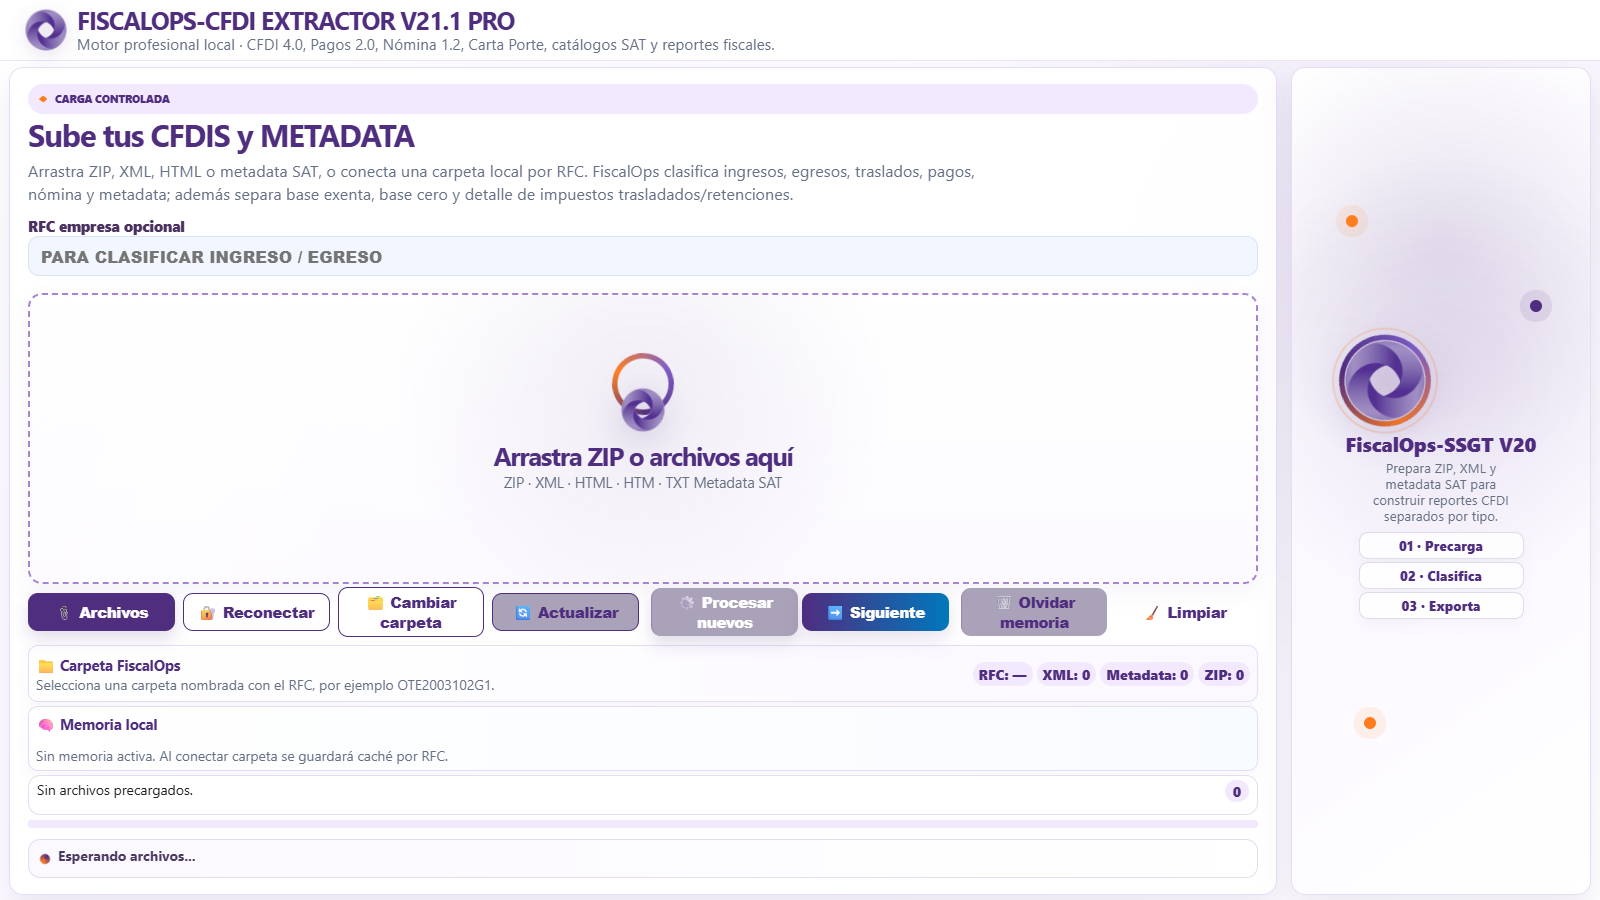 FISCALOPS-CFDI EXTRACTOR V21.1 PRO
Motor profesional local · CFDI 4.0, Pagos 2.0, Nómina 1.2, Carta Porte, catálogos SAT y reportes fiscales.
CARGA CONTROLADA
Sube tus CFDIS y METADATA
Arrastra ZIP, XML, HTML o metadata SAT, o conecta una carpeta local por RFC. FiscalOps clasifica ingresos, egresos, traslados, pagos,
nómina y metadata; además separa base exenta, base cero y detalle de impuestos trasladados/retenciones.
RFC empresa opcional
PARA CLASIFICAR INGRESO / EGRESO
Arrastra ZIP o archivos aquí
ZIP · XML · HTML · HTM · TXT Metadata SAT
Archivos
Reconectar
Cambiar
carpeta
Actualizar
Procesar
nuevos
Siguiente
Olvidar
memoria
Limpiar
Carpeta FiscalOps
Selecciona una carpeta nombrada con el RFC, por ejemplo OTE2003102G1.
RFC: —
XML: 0
Metadata: 0
ZIP: 0
Memoria local
Sin memoria activa. Al conectar carpeta se guardará caché por RFC.
Sin archivos precargados.
0
Esperando archivos...
FiscalOps-SSGT V20
Prepara ZIP, XML y
metadata SAT para
construir reportes CFDI
separados por tipo.
01 · Precarga
02 · Clasifica
03 · Exporta